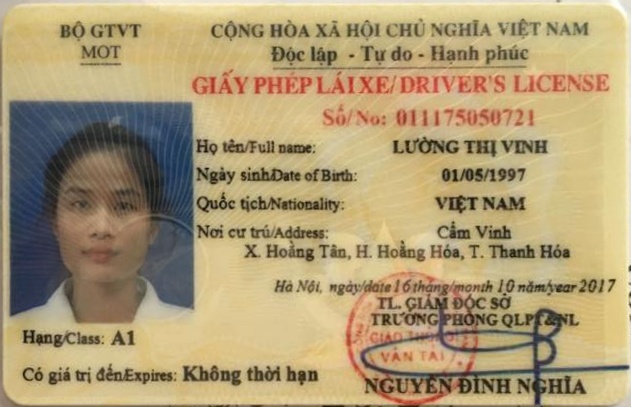 BỘ GTVT
MOT
CỘNG HÒA XÃ HỘI CHỦ NGHĨA VIỆT NAM
Độc lập - Tự do - Hạnh phúc
GIẤY PHÉP LÁI XE/ DRIVER'S LICENSE
Số/No: 011175050721
Họ tên/Full name: LƯỜNG THỊ VINH
Ngày sinh/Date of Birth: 01/05/1997
Quốc tịch/Nationality: VIỆT NAM
Nơi cư trú/Address: Cẩm Vinh
X. Hoằng Tân, H. Hoằng Hóa, T. Thanh Hóa
Hà Nội, ngày/date 16 tháng/month 10 năm/year 2017
TL. GIÁM ĐỐC SỞ
TRƯỞNG PHÒNG QLPT&NL
GIAO THÔNG
VẬN TẢI
Hạng/Class: A1
Có giá trị đến/Expires: Không thời hạn
NGUYỄN ĐÌNH NGHĨA